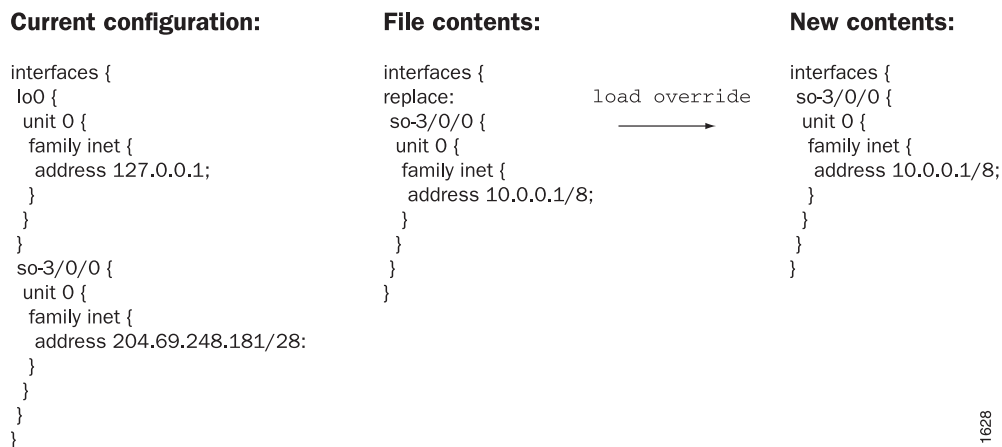 Current configuration:
interfaces {
lo0 {
unit 0 {
family inet {
address 127.0.0.1;
}
}
}
so-3/0/0 {
unit 0 {
family inet {
address 204.69.248.181/28:
}
}
}
}
File contents:
interfaces {
replace:
so-3/0/0 {
unit 0 {
family inet {
address 10.0.0.1/8;
}
}
}
}
load override
New contents:
interfaces {
so-3/0/0 {
unit 0 {
family inet {
address 10.0.0.1/8;
}
}
}
}
1628